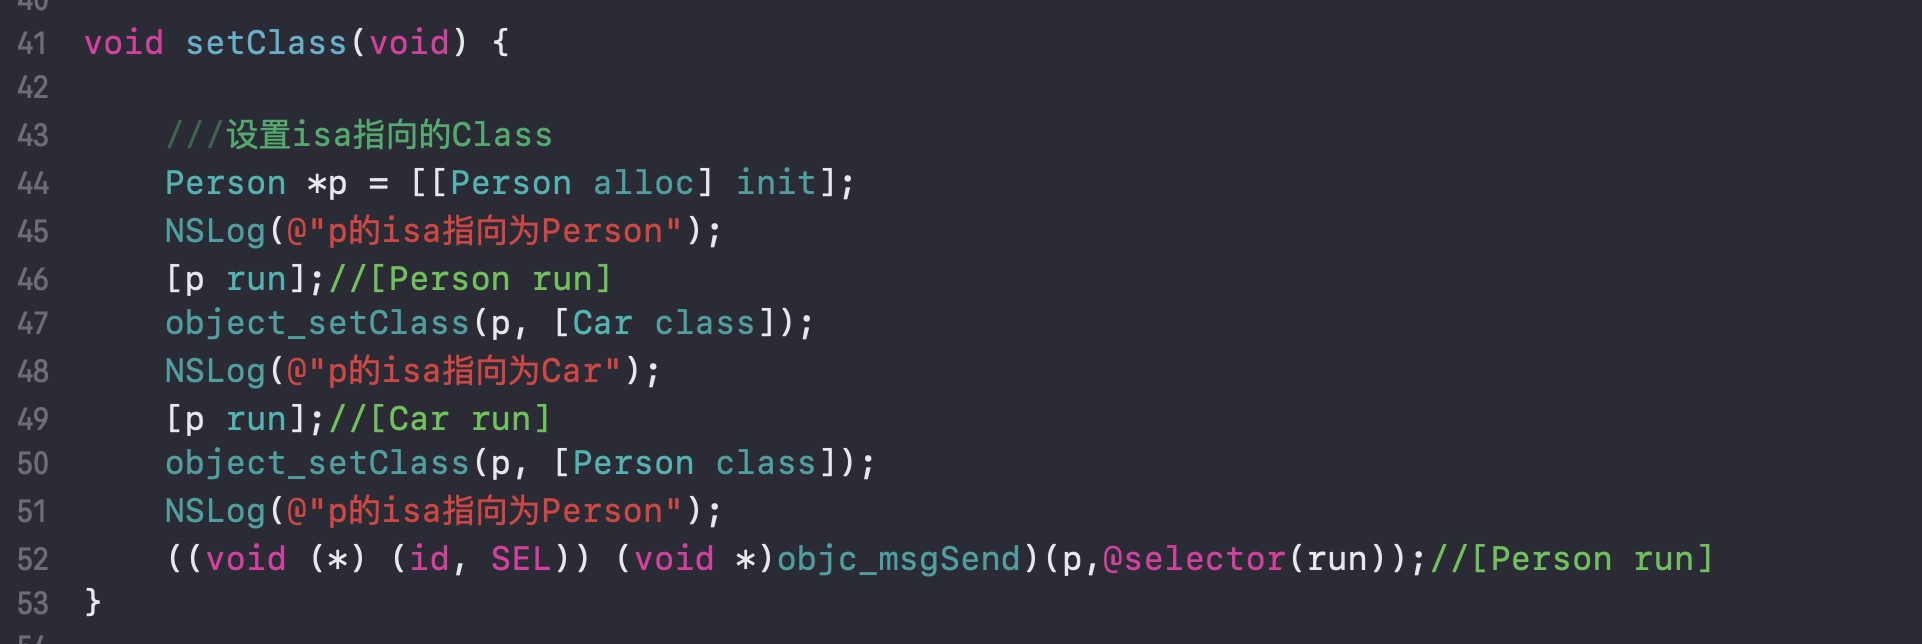 40
41 void setClass(void) {
42
43 ///设置isa指向的Class
44 Person *p = [[Person alloc] init];
45 NSLog(@"p的isa指向为Person");
46 [p run];//[Person run]
47 object_setClass(p, [Car class]);
48 NSLog(@"p的isa指向为Car");
49 [p run];//[Car run]
50 object_setClass(p, [Person class]);
51 NSLog(@"p的isa指向为Person");
52 ((void (*) (id, SEL)) (void *)objc_msgSend)(p,@selector(run));//[Person run]
53 }
54